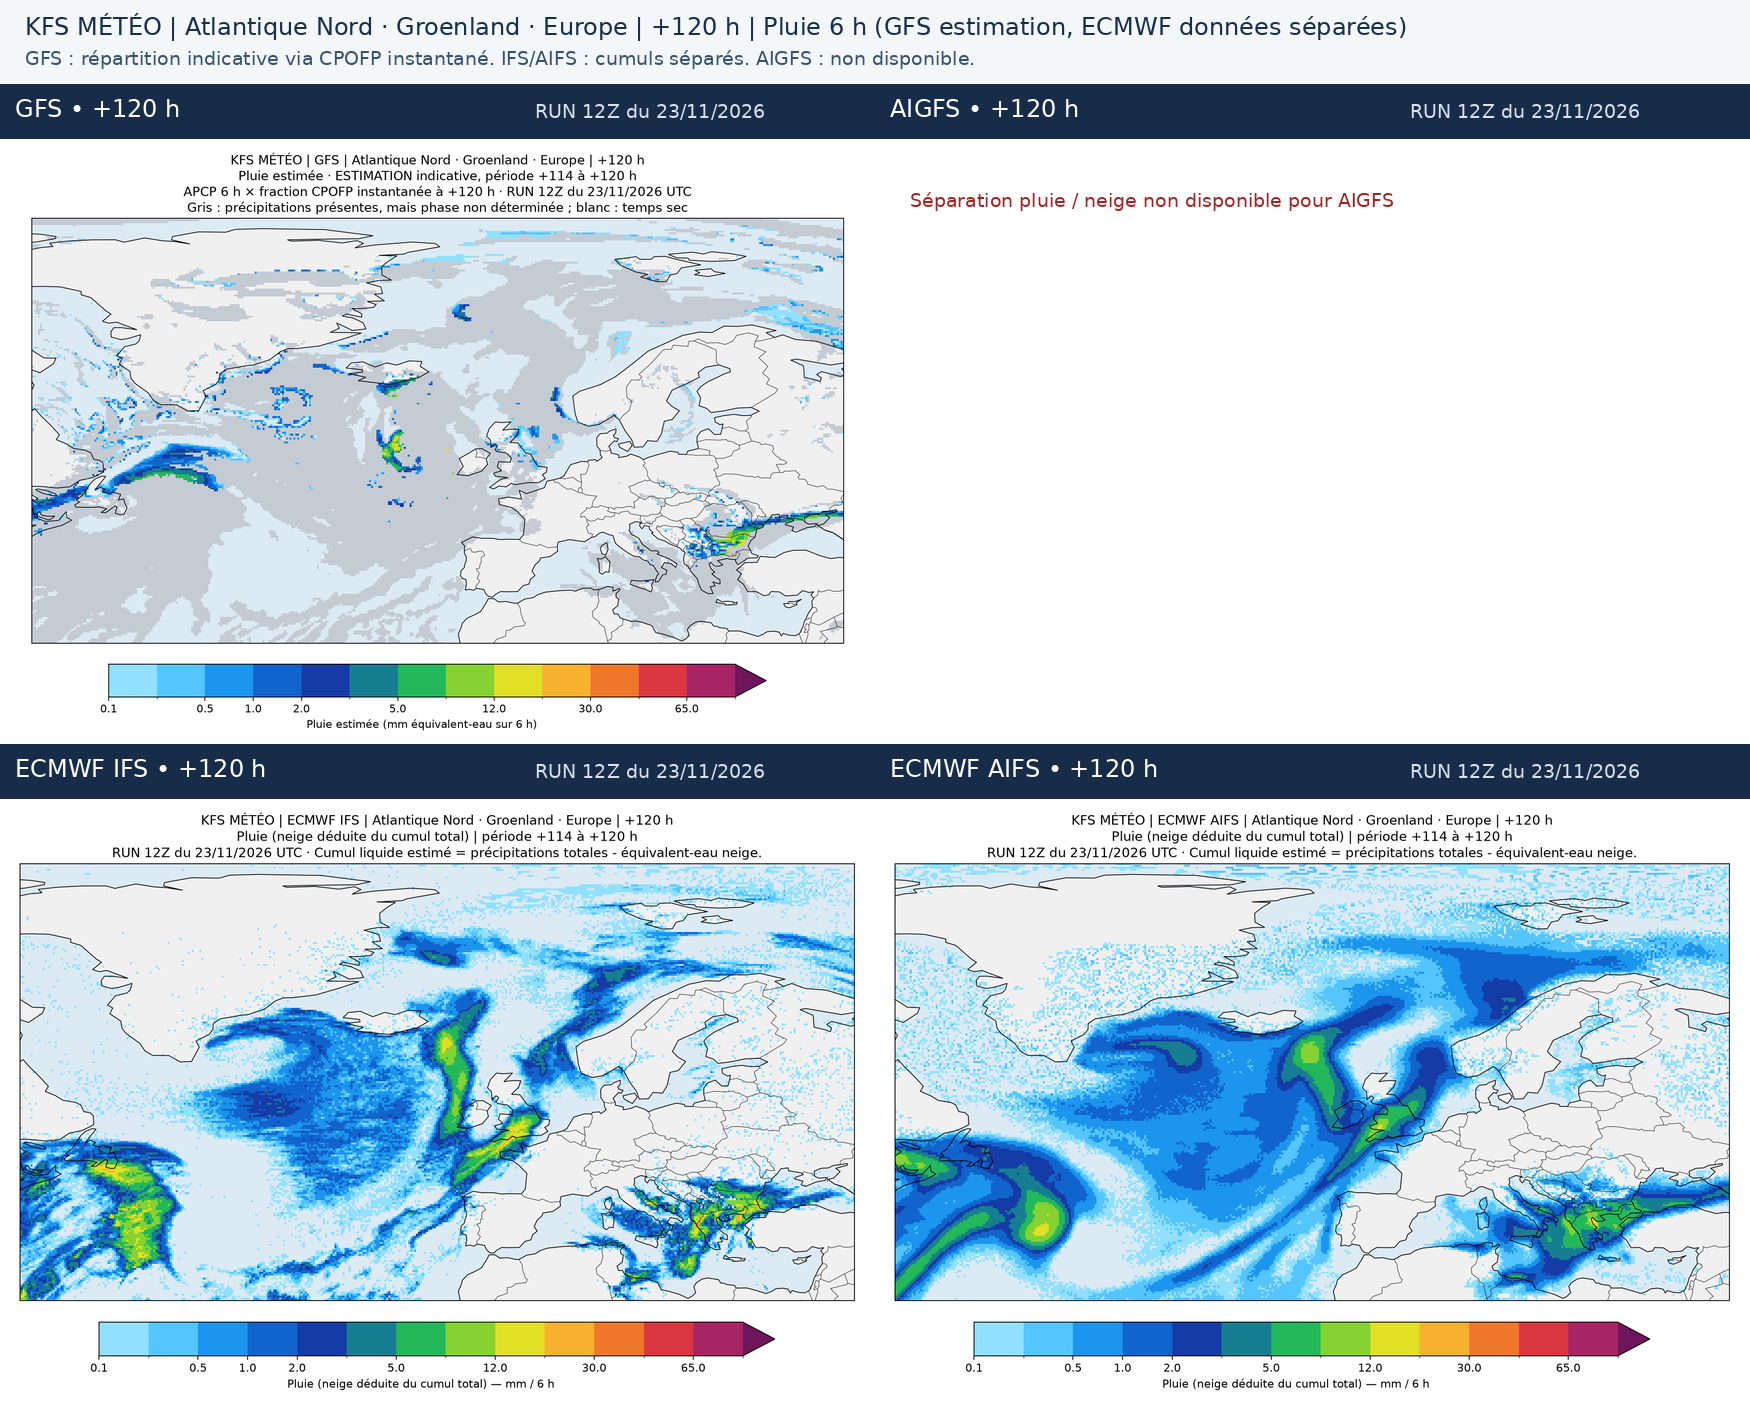 KFS MÉTÉO | Atlantique Nord · Groenland · Europe | +120 h | Pluie 6 h (GFS estimation, ECMWF données séparées)
GFS : répartition indicative via CPOFP instantané. IFS/AIFS : cumuls séparés. AIGFS : non disponible.
GFS • +120 h
RUN 12Z du 23/11/2026
AIGFS • +120 h
RUN 12Z du 23/11/2026
KFS MÉTÉO | GFS | Atlantique Nord · Groenland · Europe | +120 h
Pluie estimée · ESTIMATION indicative, période +114 à +120 h
APCP 6 h × fraction CPOFP instantanée à +120 h · RUN 12Z du 23/11/2026 UTC
Gris : précipitations présentes, mais phase non déterminée ; blanc : temps sec
Séparation pluie / neige non disponible pour AIGFS
0.1 0.5 1.0 2.0 5.0 12.0 30.0 65.0
Pluie estimée (mm équivalent-eau sur 6 h)
ECMWF IFS • +120 h
RUN 12Z du 23/11/2026
ECMWF AIFS • +120 h
RUN 12Z du 23/11/2026
KFS MÉTÉO | ECMWF IFS | Atlantique Nord · Groenland · Europe | +120 h
Pluie (neige déduite du cumul total) | période +114 à +120 h
RUN 12Z du 23/11/2026 UTC · Cumul liquide estimé = précipitations totales - équivalent-eau neige.
0.1 0.5 1.0 2.0 5.0 12.0 30.0 65.0
Pluie (neige déduite du cumul total) — mm / 6 h
KFS MÉTÉO | ECMWF AIFS | Atlantique Nord · Groenland · Europe | +120 h
Pluie (neige déduite du cumul total) | période +114 à +120 h
RUN 12Z du 23/11/2026 UTC · Cumul liquide estimé = précipitations totales - équivalent-eau neige.
0.1 0.5 1.0 2.0 5.0 12.0 30.0 65.0
Pluie (neige déduite du cumul total) — mm / 6 h